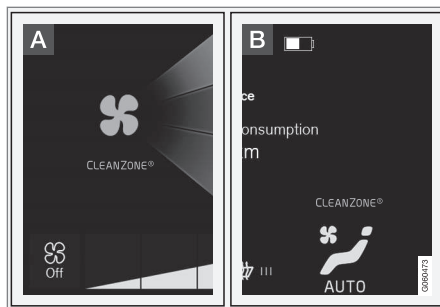 A
CLEANZONE®
Off
B
ce
onsumption
m
CLEANZONE®
AUTO
G060473